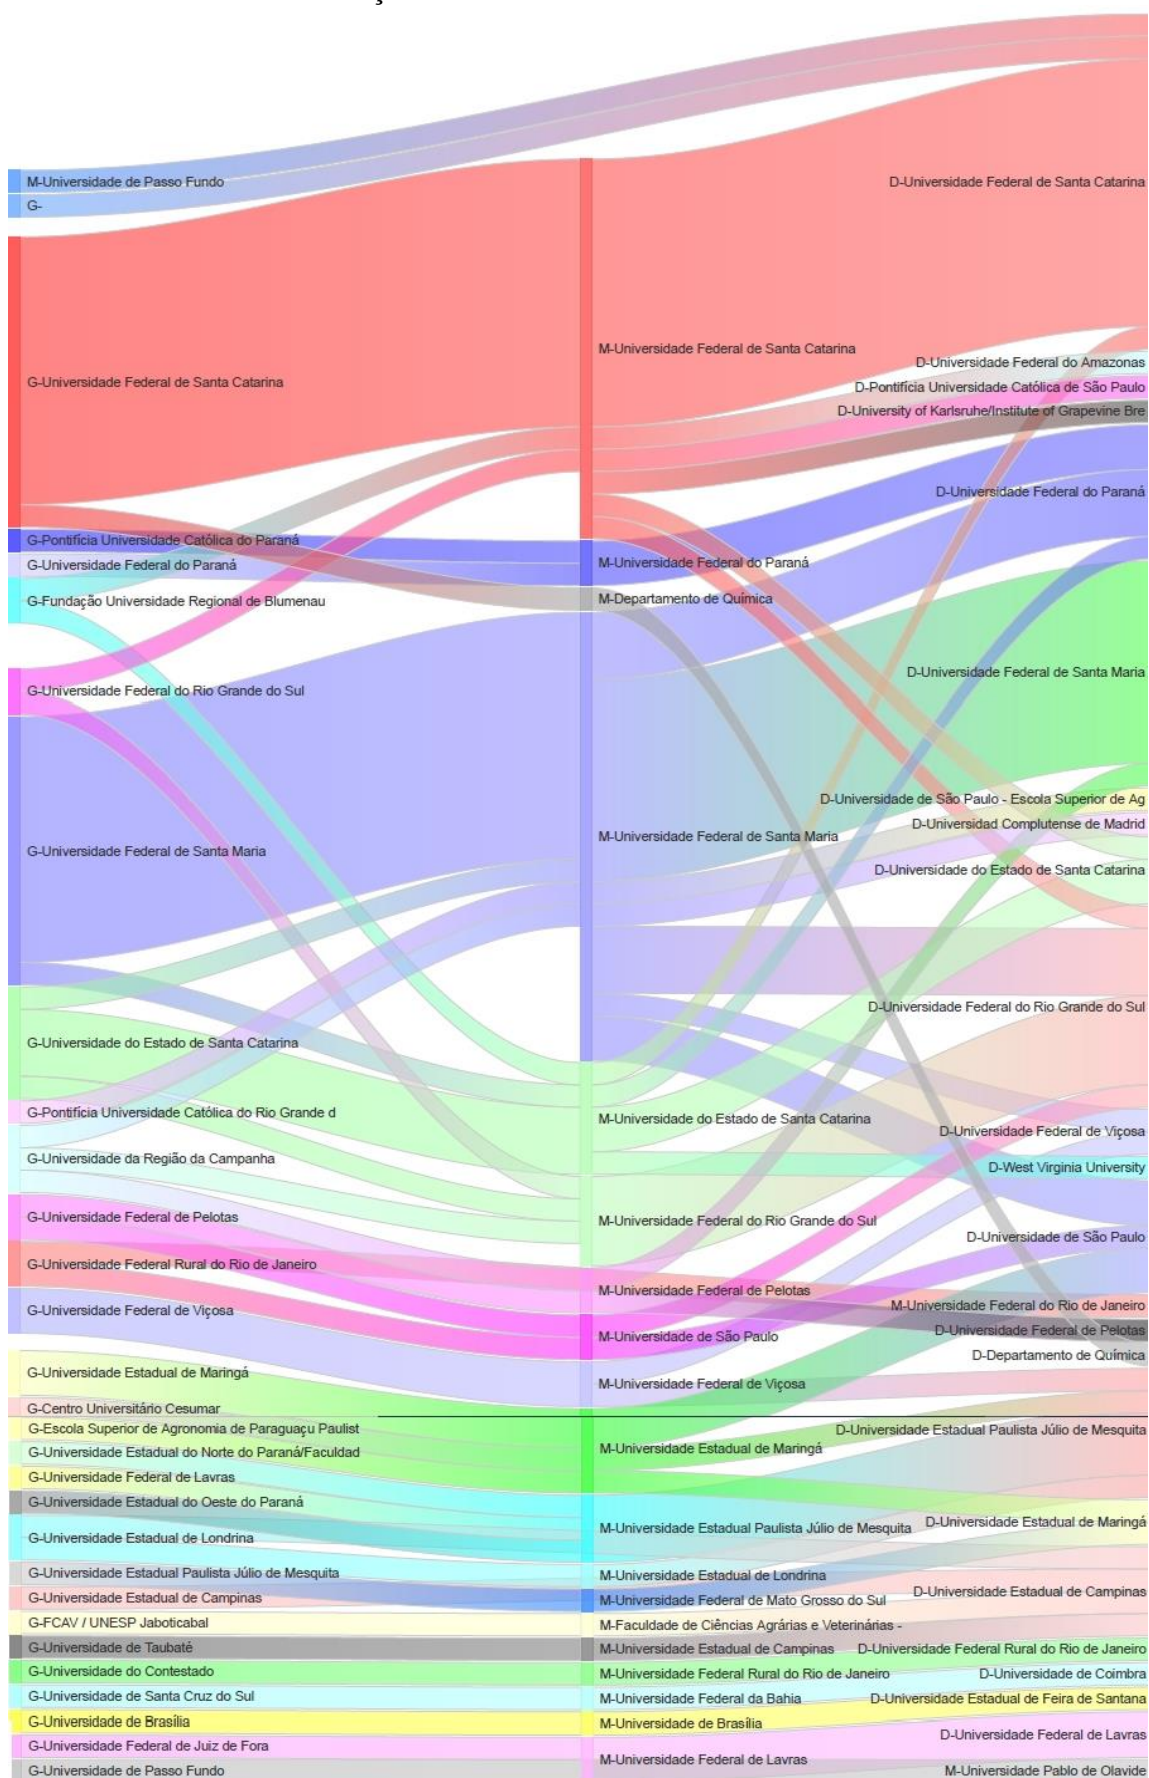 M-Universidade de Passo Fundo
G-
G-Universidade Federal de Santa Catarina
G-Pontifícia Universidade Católica do Paraná
G-Universidade Federal do Paraná
G-Fundação Universidade Regional de Blumenau
G-Universidade Federal do Rio Grande do Sul
G-Universidade Federal de Santa Maria
G-Universidade do Estado de Santa Catarina
G-Pontifícia Universidade Católica do Rio Grande d
G-Universidade da Região da Campanha
G-Universidade Federal de Pelotas
G-Universidade Federal Rural do Rio de Janeiro
G-Universidade Federal de Viçosa
G-Universidade Estadual de Maringá
G-Centro Universitário Cesumar
G-Escola Superior de Agronomia de Paraguaçu Paulist
G-Universidade Estadual do Norte do Paraná/Faculdad
G-Universidade Federal de Lavras
G-Universidade Estadual do Oeste do Paraná
G-Universidade Estadual de Londrina
G-Universidade Estadual Paulista Júlio de Mesquita
G-Universidade Estadual de Campinas
G-FCAV / UNESP Jaboticabal
G-Universidade de Taubaté
G-Universidade do Contestado
G-Universidade de Santa Cruz do Sul
G-Universidade de Brasília
G-Universidade Federal de Juiz de Fora
G-Universidade de Passo Fundo
M-Universidade Federal de Santa Catarina
M-Universidade Federal do Paraná
M-Departamento de Química
M-Universidade Federal de Santa Maria
M-Universidade do Estado de Santa Catarina
M-Universidade Federal do Rio Grande do Sul
M-Universidade Federal de Pelotas
M-Universidade de São Paulo
M-Universidade Federal de Viçosa
M-Universidade Estadual de Maringá
M-Universidade Estadual Paulista Júlio de Mesquita
M-Universidade Estadual de Londrina
M-Universidade Federal de Mato Grosso do Sul
M-Faculdade de Ciências Agrárias e Veterinárias -
M-Universidade Estadual de Campinas
M-Universidade Federal Rural do Rio de Janeiro
M-Universidade Federal da Bahia
M-Universidade de Brasília
M-Universidade Federal de Lavras
D-Universidade Federal de Santa Catarina
D-Universidade Federal do Amazonas
D-Pontifícia Universidade Católica de São Paulo
D-University of Karlsruhe/Institute of Grapevine Bre
D-Universidade Federal do Paraná
D-Universidade Federal de Santa Maria
D-Universidade de São Paulo - Escola Superior de Ag
D-Universidad Complutense de Madrid
D-Universidade do Estado de Santa Catarina
D-Universidade Federal do Rio Grande do Sul
D-Universidade Federal de Viçosa
D-West Virginia University
D-Universidade de São Paulo
M-Universidade Federal do Rio de Janeiro
D-Universidade Federal de Pelotas
D-Departamento de Química
D-Universidade Estadual Paulista Júlio de Mesquita
D-Universidade Estadual de Maringá
D-Universidade Estadual de Campinas
D-Universidade Federal Rural do Rio de Janeiro
D-Universidade de Coimbra
D-Universidade Estadual de Feira de Santana
D-Universidade Federal de Lavras
M-Universidade Pablo de Olavide